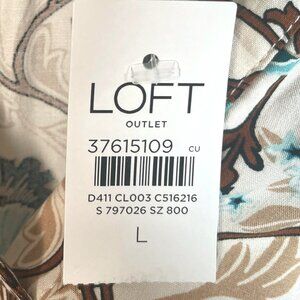 LOFT
OUTLET
37615109 CU
D411 CL003 C516216
S 797026 SZ 800
L